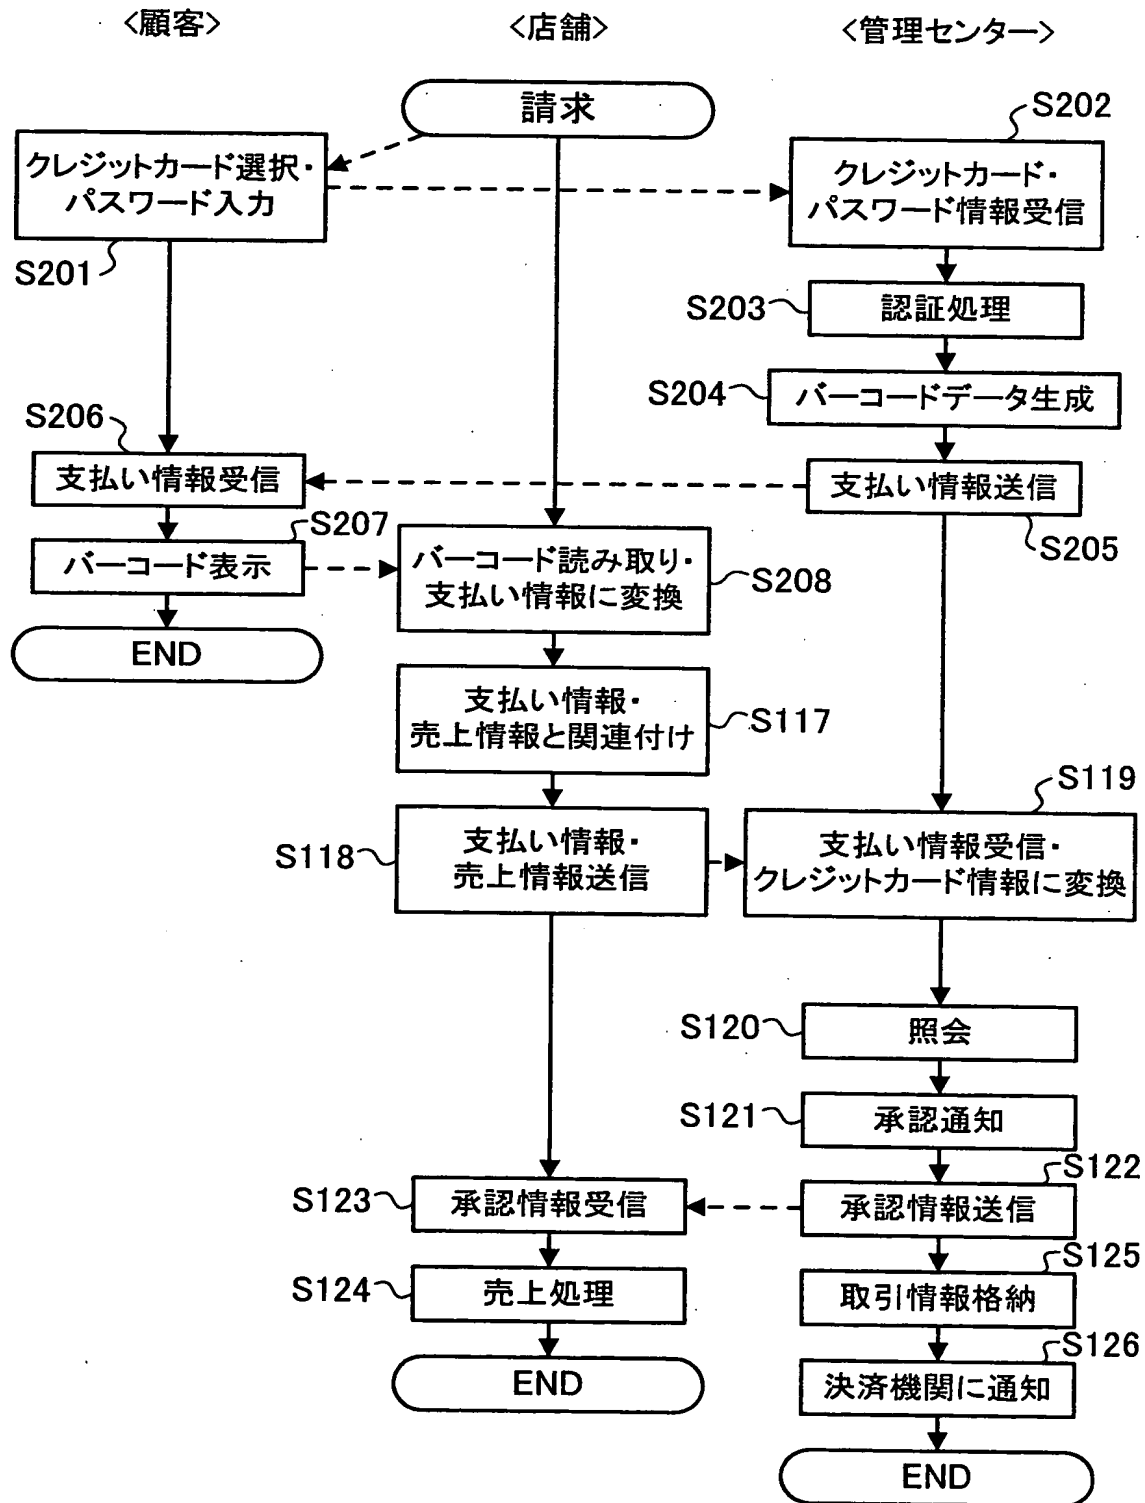 <顧客>
<店舗>
<管理センター>
請求
S202
クレジットカード選択・
パスワード入力
クレジットカード・
パスワード情報受信
S201
S203
認証処理
S204
バーコードデータ生成
S206
支払い情報受信
支払い情報送信
S207
S205
バーコード表示
バーコード読み取り・
支払い情報に変換
S208
END
支払い情報・
売上情報と関連付け
S117
S119
S118
支払い情報・
売上情報送信
支払い情報受信・
クレジットカード情報に変換
S120
照会
S121
承認通知
S122
S123
承認情報受信
承認情報送信
S125
S124
売上処理
取引情報格納
S126
END
決済機関に通知
END